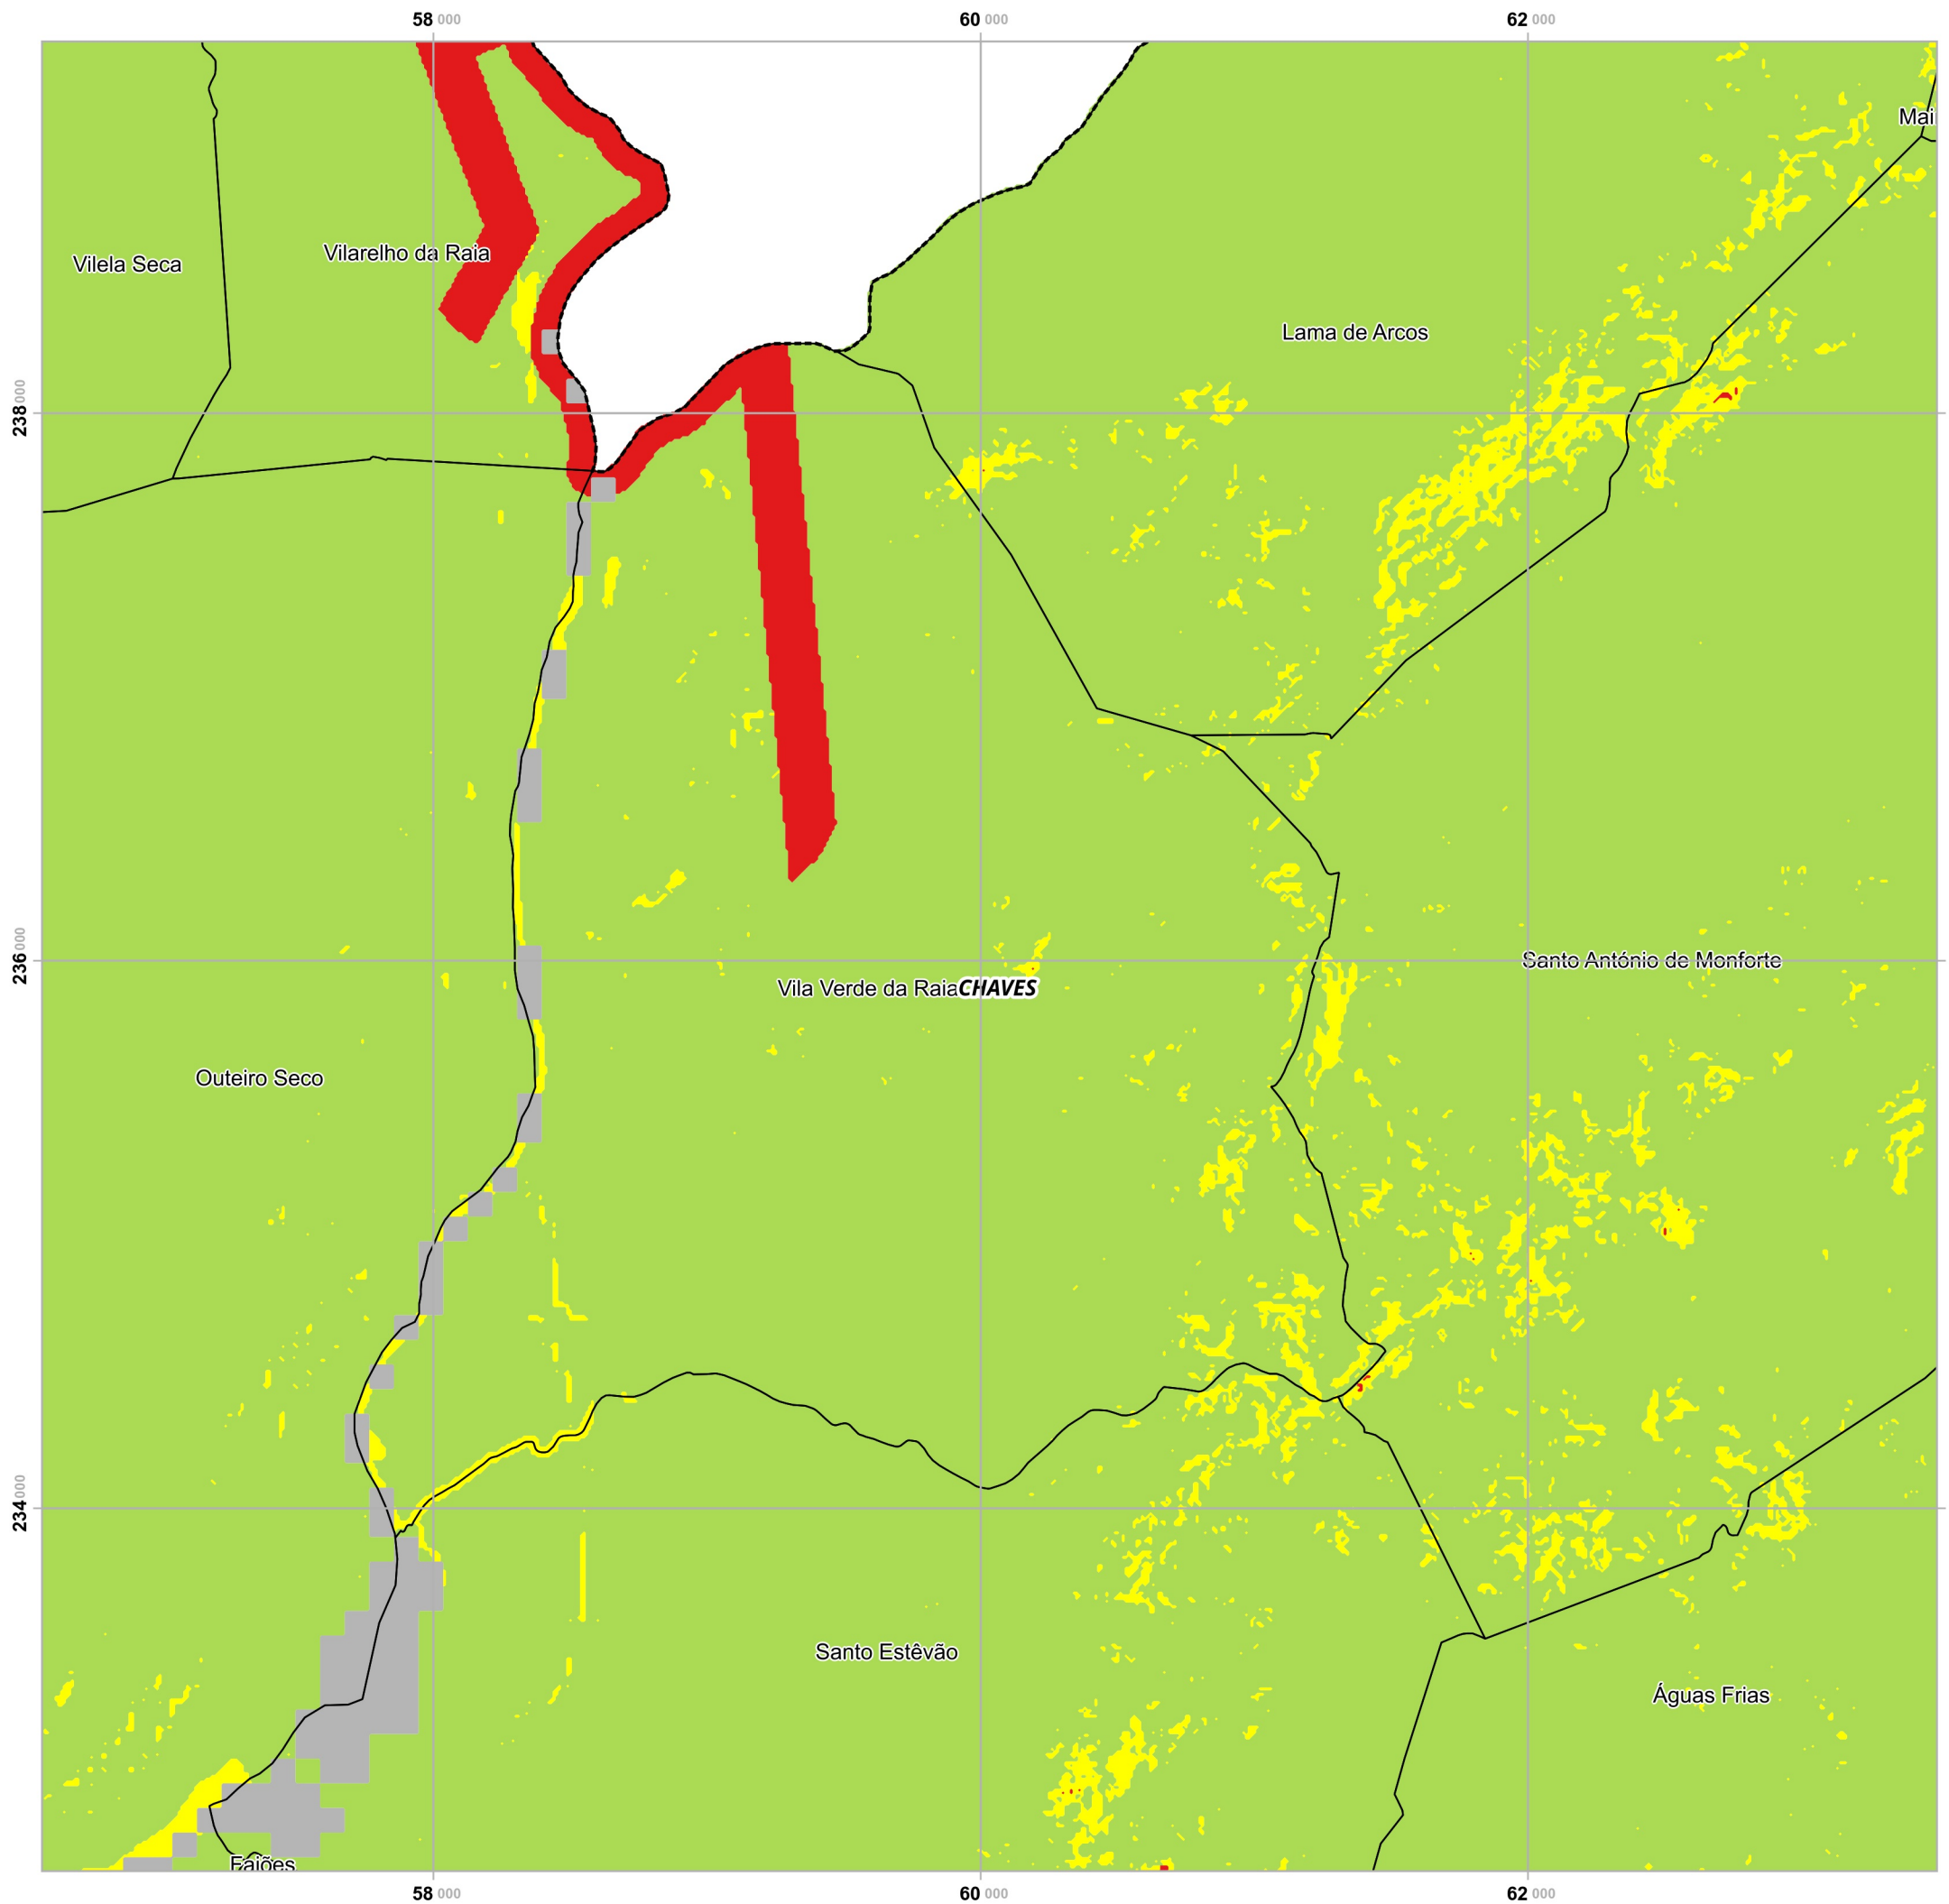 58 000 60 000 62 000
Mai
Vilarelho da Raia
Vilela Seca
Lama de Arcos
238 000
236 000
Santo António de Monforte
Vila Verde da Raia CHAVES
Outeiro Seco
234 000
Santo Estêvão
Águas Frias
Faiões
58 000 60 000 62 000